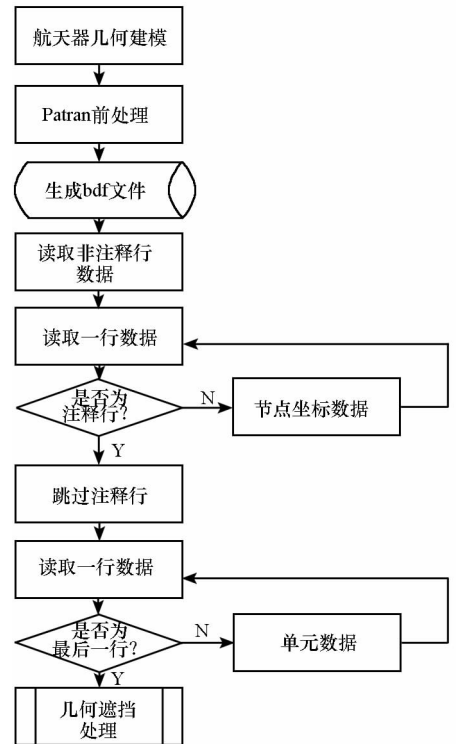 航天器几何建模
Patran前处理
生成bdf文件
读取非注释行
数据
读取一行数据
是否为
注释行?
N
节点坐标数据
Y
跳过注释行
读取一行数据
是否为
最后一行?
N
单元数据
Y
几何遮挡
处理